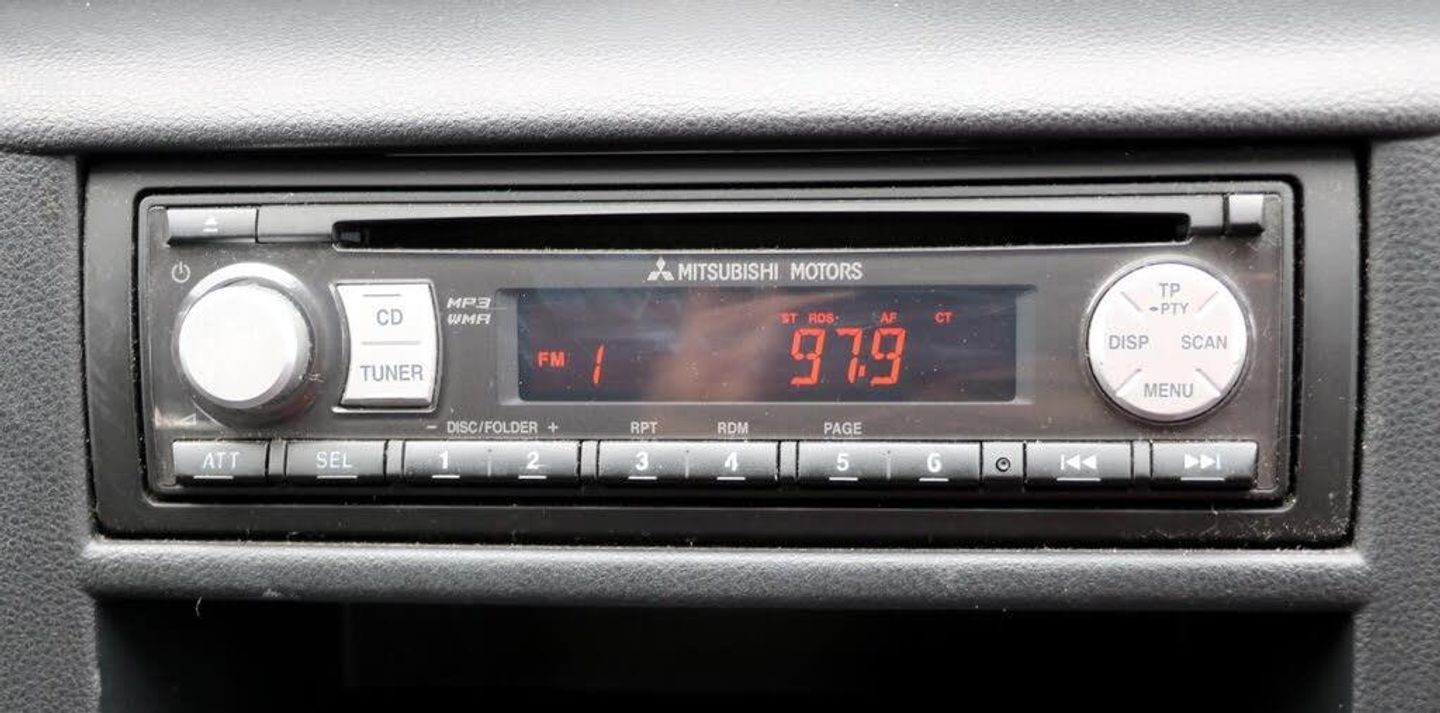 MITSUBISHI MOTORS
CD
TUNER
MP3
WMA
ST RDS AF CT
FM 1 97.9
TP
PTY
DISP SCAN
MENU
- DISC/FOLDER + RPT RDM PAGE
ATT SEL 1 2 3 4 5 6